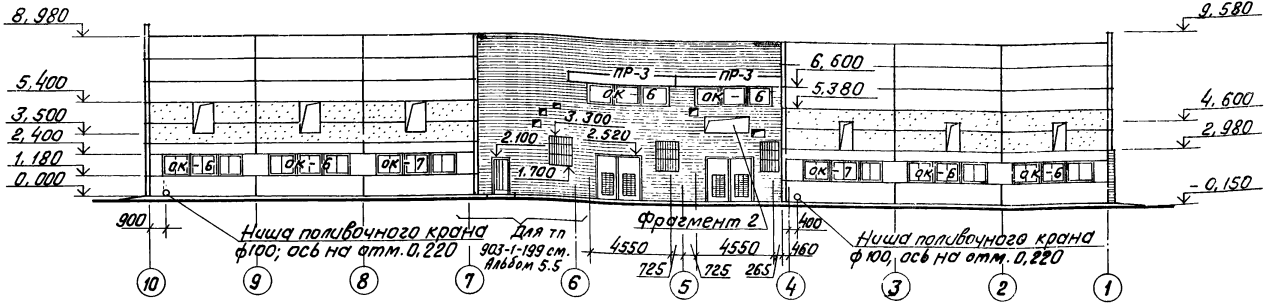 8,980
9,580
ПР-3 ПР-3
6,600
5,400
ОК 6 ОК - 6
5,380
3,500
3.300
4,600
2,400
2.100 2.520
2,980
1,180
ОК-6 ОК-6 ОК-7
1.700
ОК-7 ОК-6 ОК-6
0,000
-0,150
900
Ниша поливочного крана
ф100; ось на отм. 0,220
Для тп
903-1-199 см.
Альбом 5.5
Фрагмент 2
4550 4550 460
400
725 725 265
Ниша поливочного крана
ф100, ось на отм. 0,220
10 9 8 7 6 5 4 3 2 1